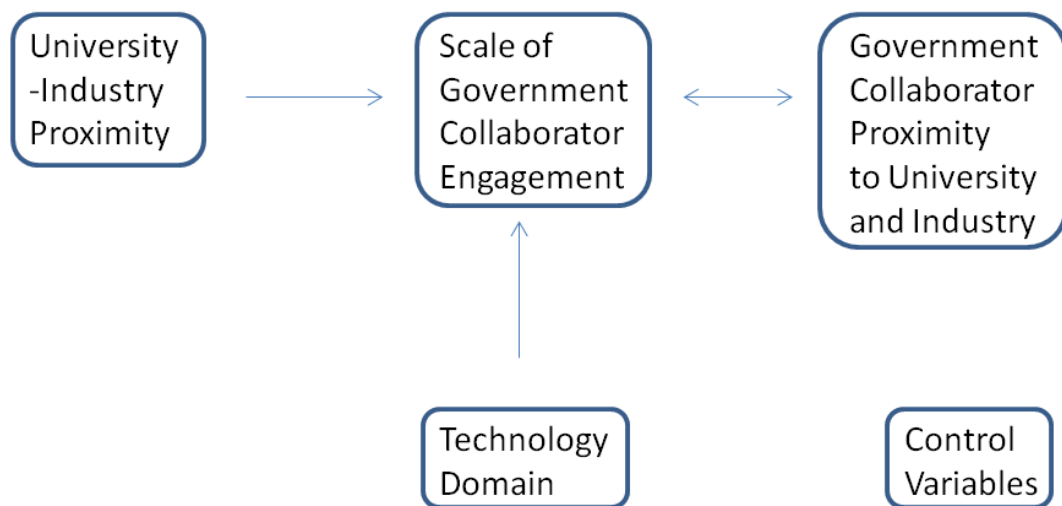 University
-Industry
Proximity
Scale of
Government
Collaborator
Engagement
Government
Collaborator
Proximity
to University
and Industry
Technology
Domain
Control
Variables